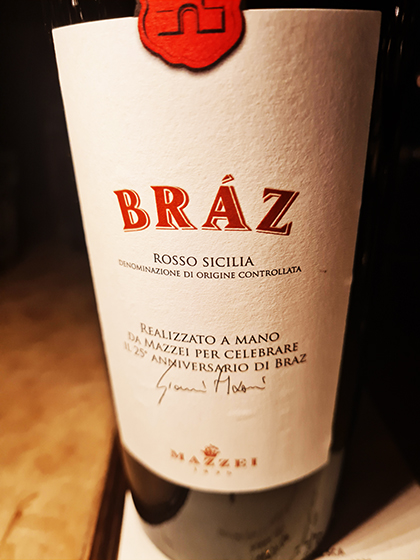 BRÁZ
ROSSO SICILIA
DENOMINAZIONE DI ORIGINE CONTROLLATA
REALIZZATO A MANO
DA MAZZEI PER CELEBRARE
IL 25° ANNIVERSARIO DI BRAZ
MAZZEI